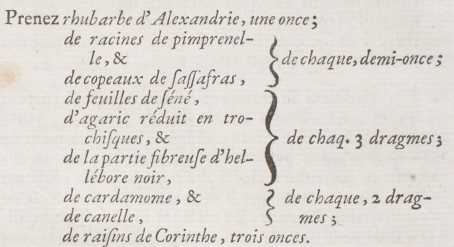 Prenez rhubarbe d'Alexandrie, une once;
de racines de pimprenel-
le, &
de copeaux de ſaſſafras,
de chaque, demi-once;
de feuilles de ſéné,
d'agaric réduit en tro-
chiſques, &
de la partie fibreuſe d'hel-
lébore noir,
de chaq. 3 dragmes;
de cardamome, &
de canelle,
de chaque, 2 drag-
mes;
de raiſins de Corinthe, trois onces.